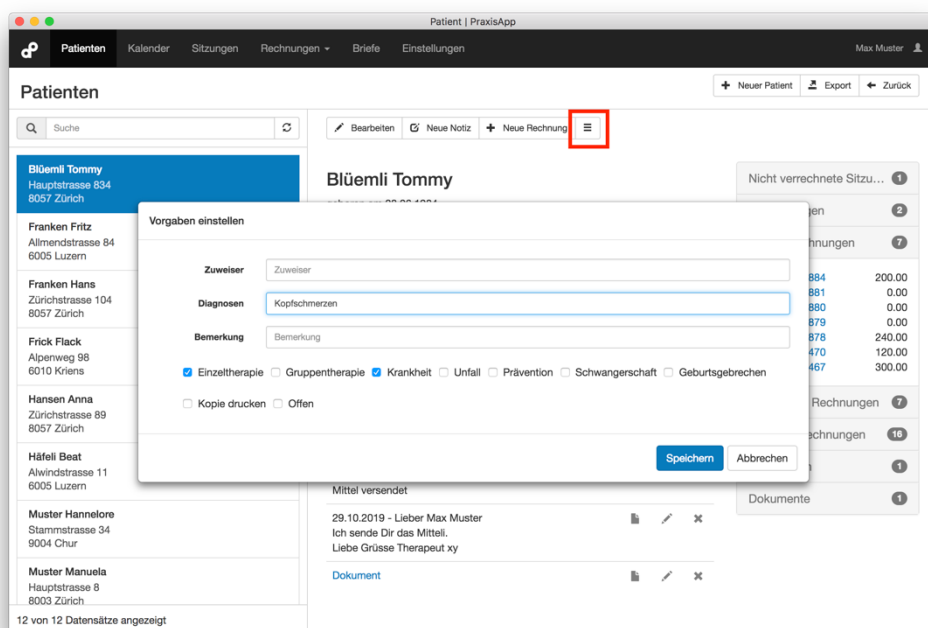 Patient | PraxisApp
Patienten Kalender Sitzungen Rechnungen Briefe Einstellungen Max Muster
Patienten
Neuer Patient Export Zurück
Suche
Bearbeiten Neue Notiz Neue Rechnung
Blüemli Tommy
Hauptstrasse 834
8057 Zürich
Franken Fritz
Allmendstrasse 84
6005 Luzern
Franken Hans
Zürichstrasse 104
8057 Zürich
Frick Flack
Alpenweg 98
6010 Kriens
Hansen Anna
Zürichstrasse 89
8057 Zürich
Häfeli Beat
Alwindstrasse 11
6005 Luzern
Muster Hannelore
Stammstrasse 34
9004 Chur
Muster Manuela
Hauptstrasse 8
8003 Zürich
12 von 12 Datensätze angezeigt
Blüemli Tommy
Vorgaben einstellen
Zuweiser Zuweiser
Diagnosen Kopfschmerzen
Bemerkung Bemerkung
Einzeltherapie Gruppentherapie Krankheit Unfall Prävention Schwangerschaft Geburtsgebrechen
Kopie drucken Offen
Speichern Abbrechen
Mittel versendet
29.10.2019 - Lieber Max Muster
Ich sende Dir das Mitteli.
Liebe Grüsse Therapeut xy
Dokument
Nicht verrechnete Sitzu... 1
gen 2
hnungen 7
884 200.00
881 0.00
880 0.00
879 0.00
878 240.00
470 120.00
467 300.00
Rechnungen 7
echnungen 16
1
Dokumente 1